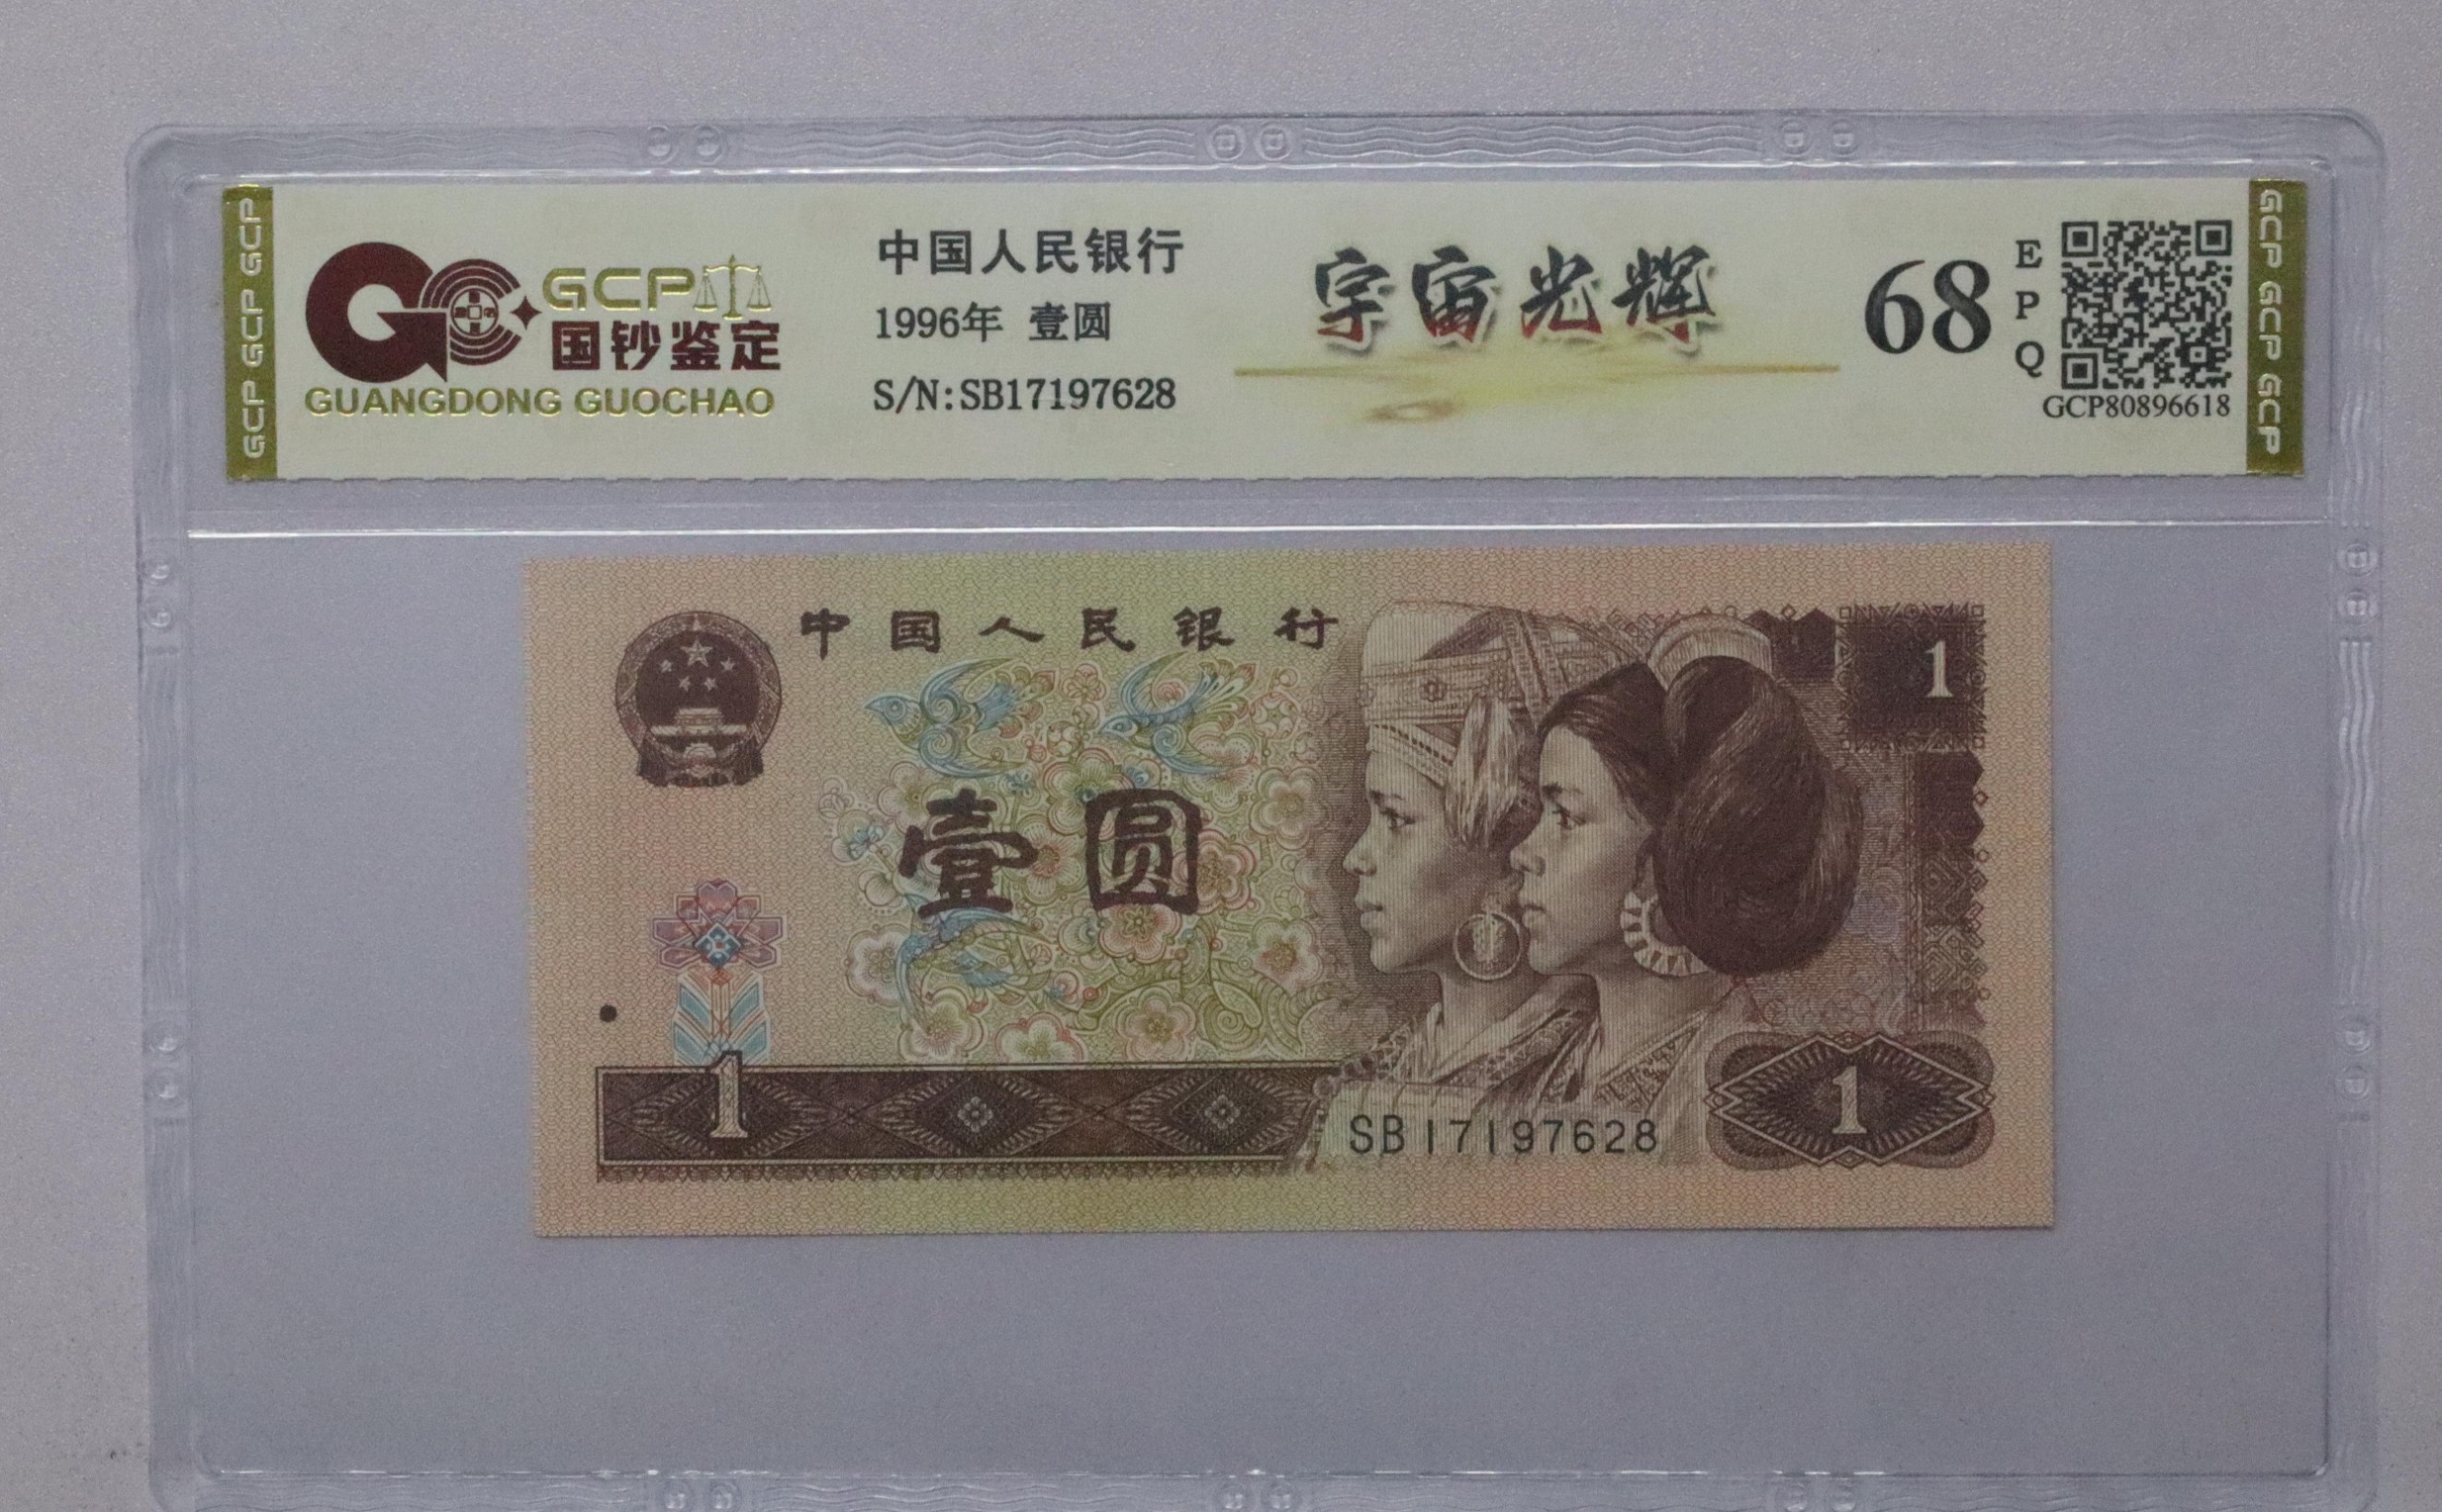 GCP GCP GCP
GCP
国钞鉴定
GUANGDONG GUOCHAO
中国人民银行
1996年 壹圆
S/N:SB17197628
宇宙光辉
68
EPQ
GCP80896618
GCP GCP GCP
中国人民银行
1
壹圆
1
SB17197628
1